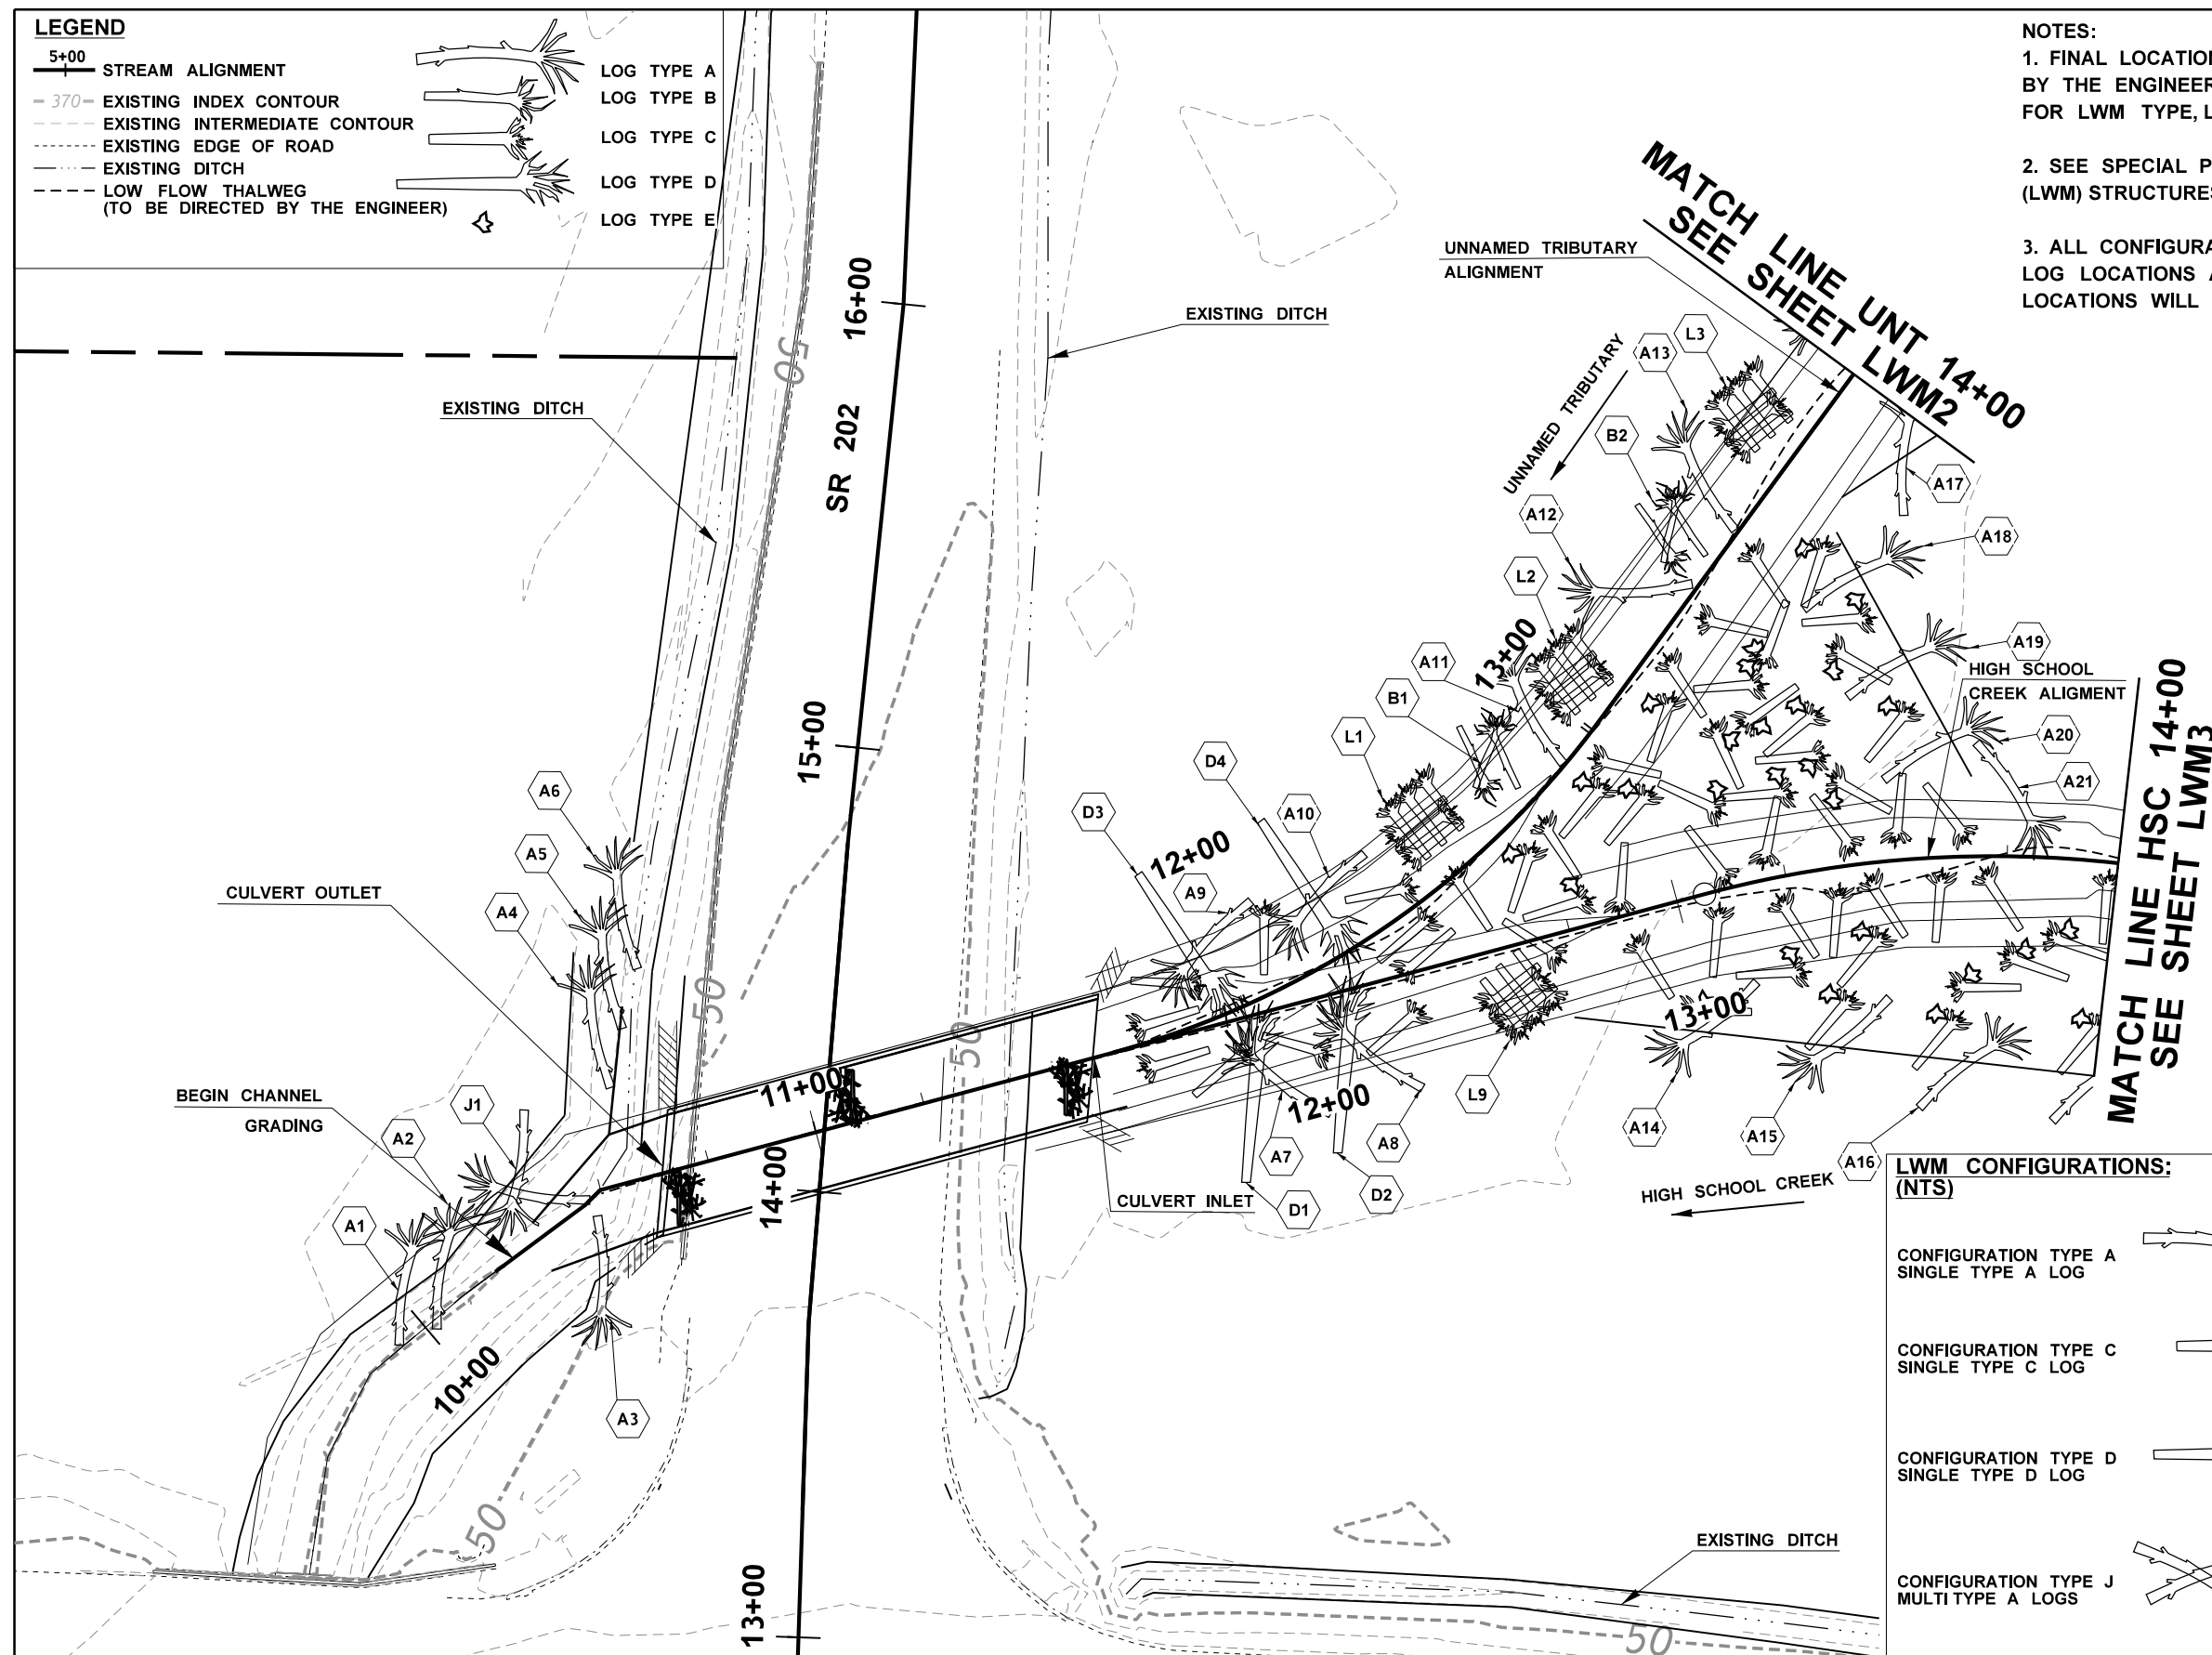 LEGEND
5+00
STREAM ALIGNMENT
370
EXISTING INDEX CONTOUR
EXISTING INTERMEDIATE CONTOUR
EXISTING EDGE OF ROAD
EXISTING DITCH
LOW FLOW THALWEG
(TO BE DIRECTED BY THE ENGINEER)
LOG TYPE A
LOG TYPE B
LOG TYPE C
LOG TYPE D
LOG TYPE E
NOTES:
1. FINAL LOCATION
BY THE ENGINEER
FOR LWM TYPE, L
2. SEE SPECIAL P
(LWM) STRUCTURES
3. ALL CONFIGURA
LOG LOCATIONS A
LOCATIONS WILL
MATCH LINE UNT 14+00
SEE SHEET LWM2
UNNAMED TRIBUTARY
ALIGNMENT
UNNAMED TRIBUTARY
EXISTING DITCH
EXISTING DITCH
16+00
SR 202
50
15+00
L3
A13
B2
A12
A17
A18
L2
A19
HIGH SCHOOL
CREEK ALIGMENT
13+00
A11
B1
A20
L1
A21
D4
D3
A10
12+00
A9
MATCH LINE HSC 14+00
SEE SHEET LWM3
A6
A5
CULVERT OUTLET
A4
50
50
11+00
13+00
12+00
L9
A14
A15
A16
A7
A8
D2
D1
CULVERT INLET
HIGH SCHOOL CREEK
BEGIN CHANNEL
GRADING
J1
A2
A1
14+00
10+00
A3
50
13+00
EXISTING DITCH
50
LWM CONFIGURATIONS:
(NTS)
CONFIGURATION TYPE A
SINGLE TYPE A LOG
CONFIGURATION TYPE C
SINGLE TYPE C LOG
CONFIGURATION TYPE D
SINGLE TYPE D LOG
CONFIGURATION TYPE J
MULTI TYPE A LOGS